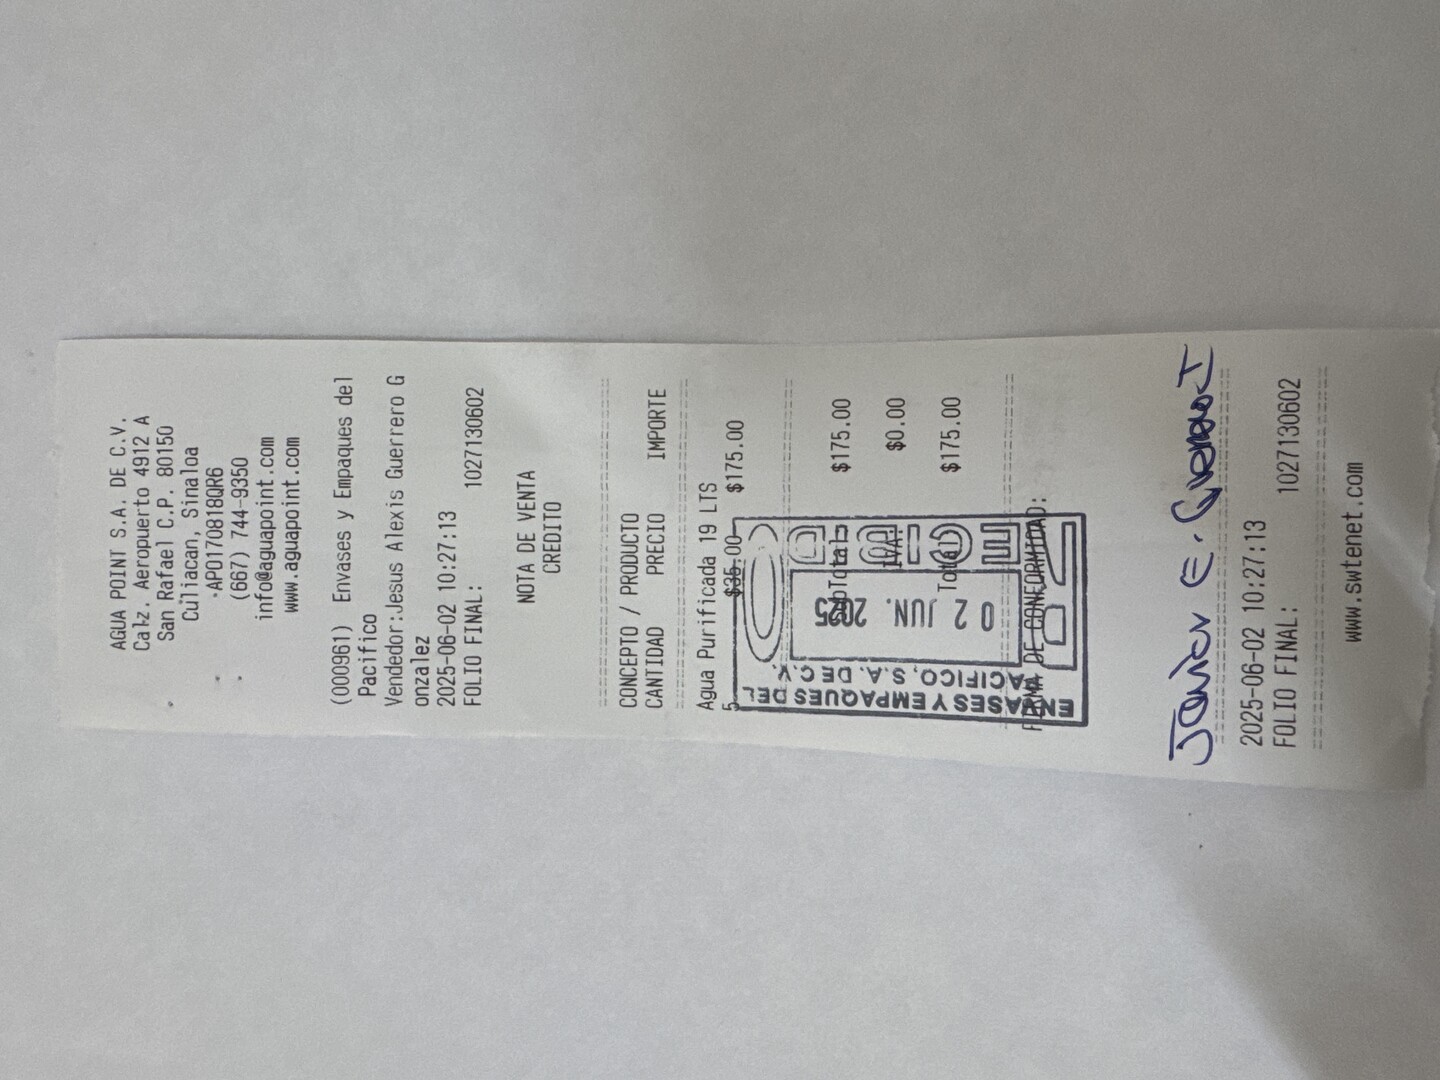 AGUA POINT S.A. DE C.V.
Calz. Aeropuerto 4912 A
San Rafael C.P. 80150
Culiacan, Sinaloa
APO170818QR6
(667) 744-9350
info@aguapoint.com
www.aguapoint.com
(000961) Envases y Empaques del
Pacifico
Vendedor:Jesus Alexis Guerrero G
onzalez
2025-06-02 10:27:13
FOLIO FINAL: 1027130602
NOTA DE VENTA
CREDITO
CONCEPTO / PRODUCTO
CANTIDAD PRECIO IMPORTE
Agua Purificada 19 LTS
5 $35.00 $175.00
SubTotal: $175.00
IVA: $0.00
Total: $175.00
FIRMA DE CONFORMIDAD:
ENVASES Y EMPAQUES DEL
PACIFICO, S.A. DE C.V.
02 JUN. 2025
RECIBIDO
Javier E. Guerrero
2025-06-02 10:27:13
FOLIO FINAL: 1027130602
www.swtenet.com